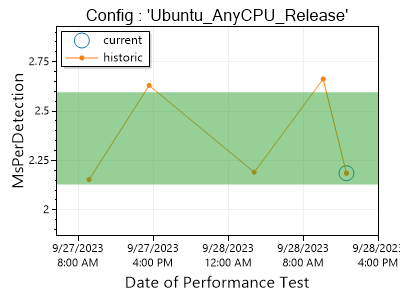 Config : 'Ubuntu_AnyCPU_Release'
current
historic
2.75
2.5
2.25
2
MsPerDetection
9/27/2023 9/27/2023 9/28/2023 9/28/2023 9/28/2023
8:00 AM 4:00 PM 12:00 AM 8:00 AM 4:00 PM
Date of Performance Test